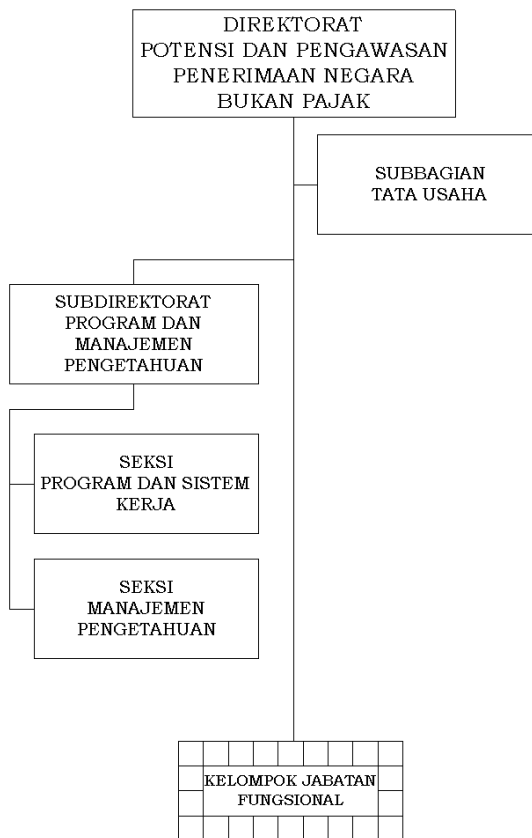 DIREKTORAT
POTENSI DAN PENGAWASAN
PENERIMAAN NEGARA
BUKAN PAJAK
SUBBAGIAN
TATA USAHA
SUBDIREKTORAT
PROGRAM DAN
MANAJEMEN
PENGETAHUAN
SEKSI
PROGRAM DAN SISTEM
KERJA
SEKSI
MANAJEMEN
PENGETAHUAN
KELOMPOK JABATAN
FUNGSIONAL